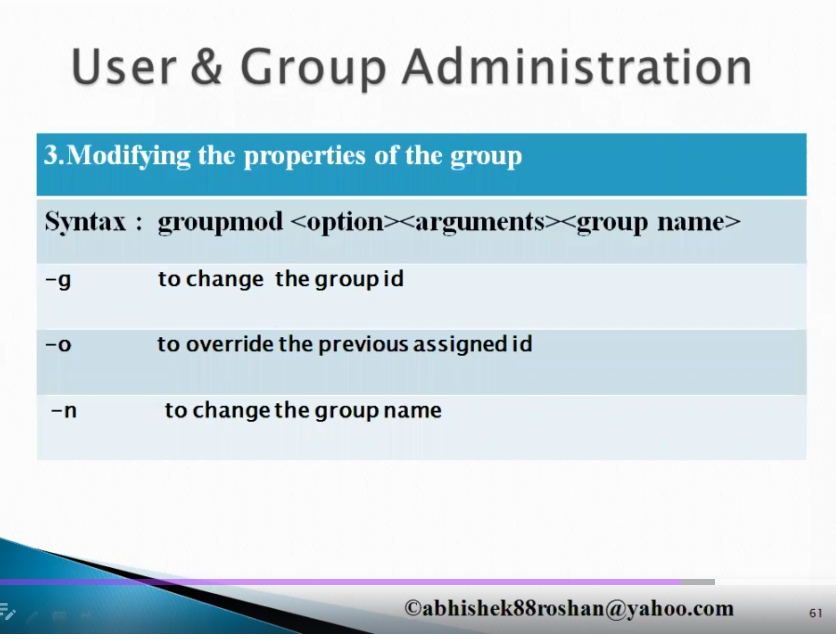 User & Group Administration
3.Modifying the properties of the group
Syntax : groupmod <option><arguments><group name>
-g to change the group id
-o to override the previous assigned id
-n to change the group name
©abhishek88roshan@yahoo.com
61